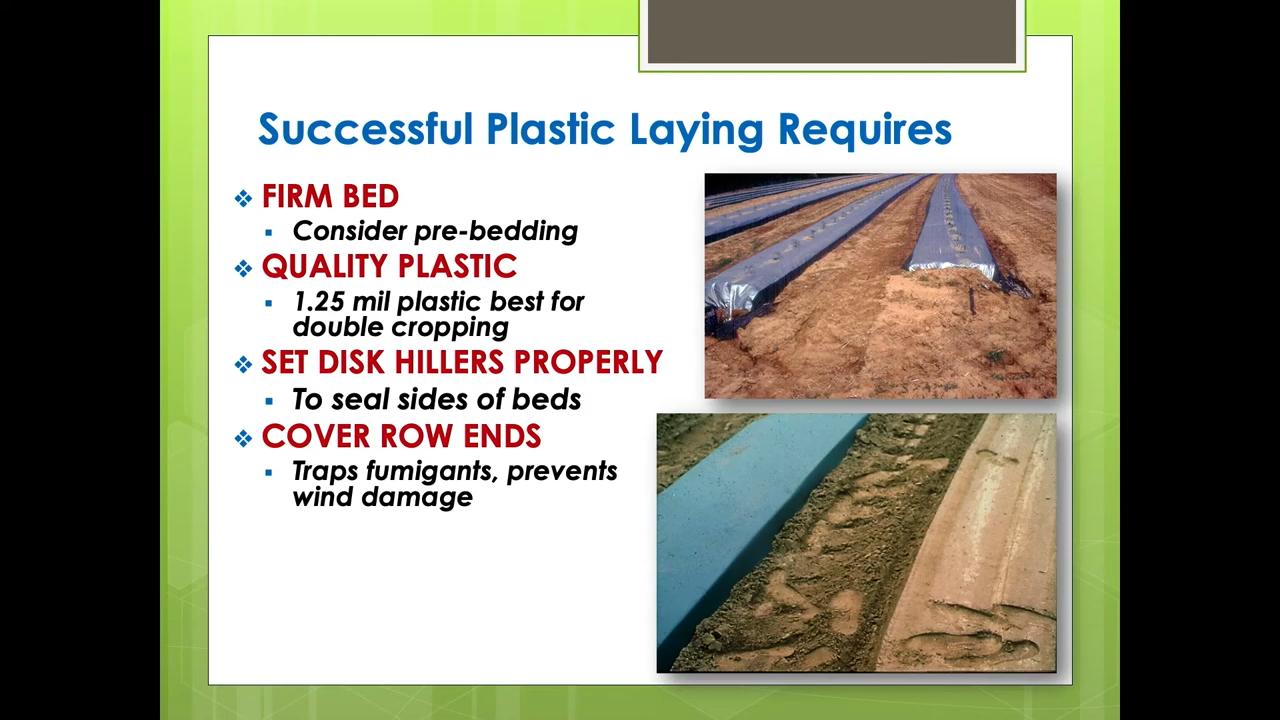 Successful Plastic Laying Requires
FIRM BED
Consider pre-bedding
QUALITY PLASTIC
1.25 mil plastic best for
double cropping
SET DISK HILLERS PROPERLY
To seal sides of beds
COVER ROW ENDS
Traps fumigants, prevents
wind damage